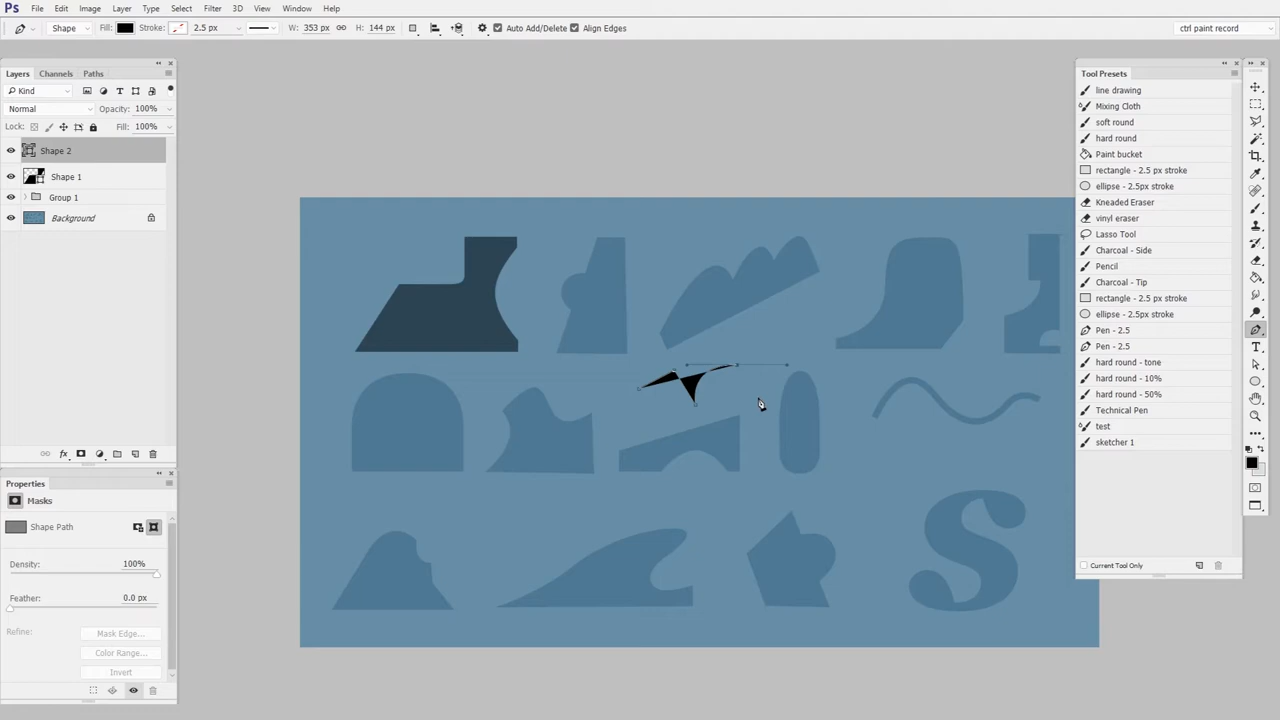 Ps File Edit Image Layer Type Select Filter 3D View Window Help
Shape Fill: Stroke: 2.5 px W: 353 px H: 144 px Auto Add/Delete Align Edges ctrl paint record
Layers Channels Paths
Kind
Normal Opacity: 100%
Lock: Fill: 100%
Shape 2
Shape 1
Group 1
Background
Properties
Masks
Shape Path
Density: 100%
Feather: 0.0 px
Refine: Mask Edge...
Color Range...
Invert
S
Tool Presets
line drawing
Mixing Cloth
soft round
hard round
Paint bucket
rectangle - 2.5 px stroke
ellipse - 2.5px stroke
Kneaded Eraser
vinyl eraser
Lasso Tool
Charcoal - Side
Pencil
Charcoal - Tip
rectangle - 2.5 px stroke
ellipse - 2.5px stroke
Pen - 2.5
Pen - 2.5
hard round - tone
hard round - 10%
hard round - 50%
Technical Pen
test
sketcher 1
Current Tool Only